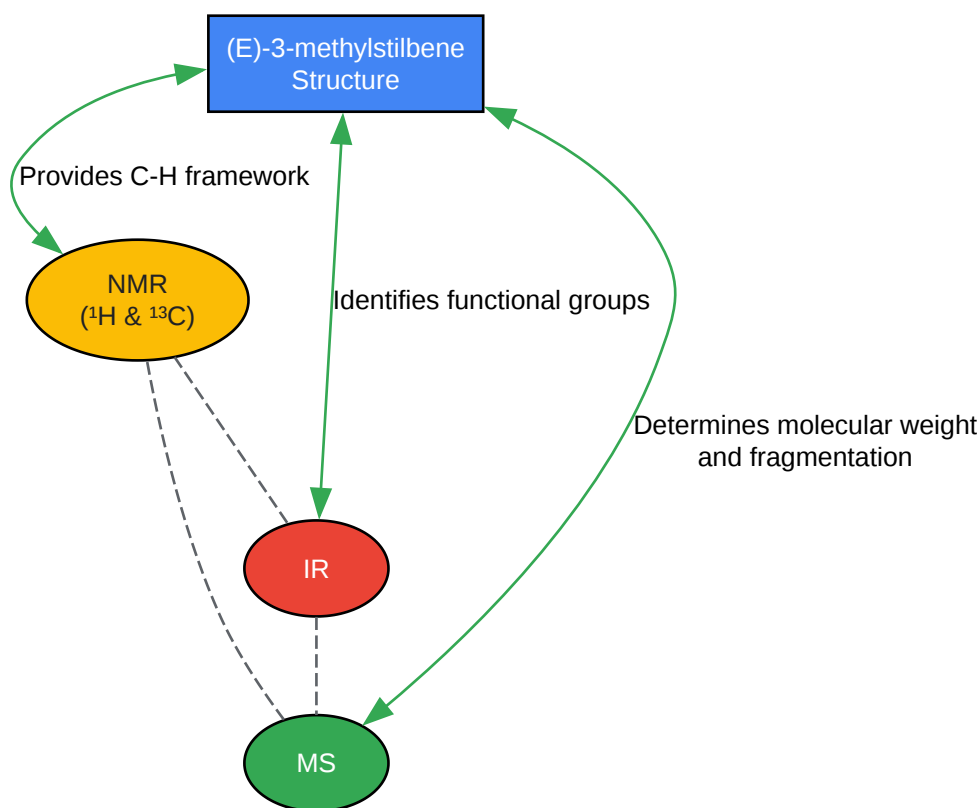 (E)-3-methylstilbene
Structure
Provides C-H framework
NMR
(¹H & ¹³C)
Identifies functional groups
Determines molecular weight
and fragmentation
IR
MS